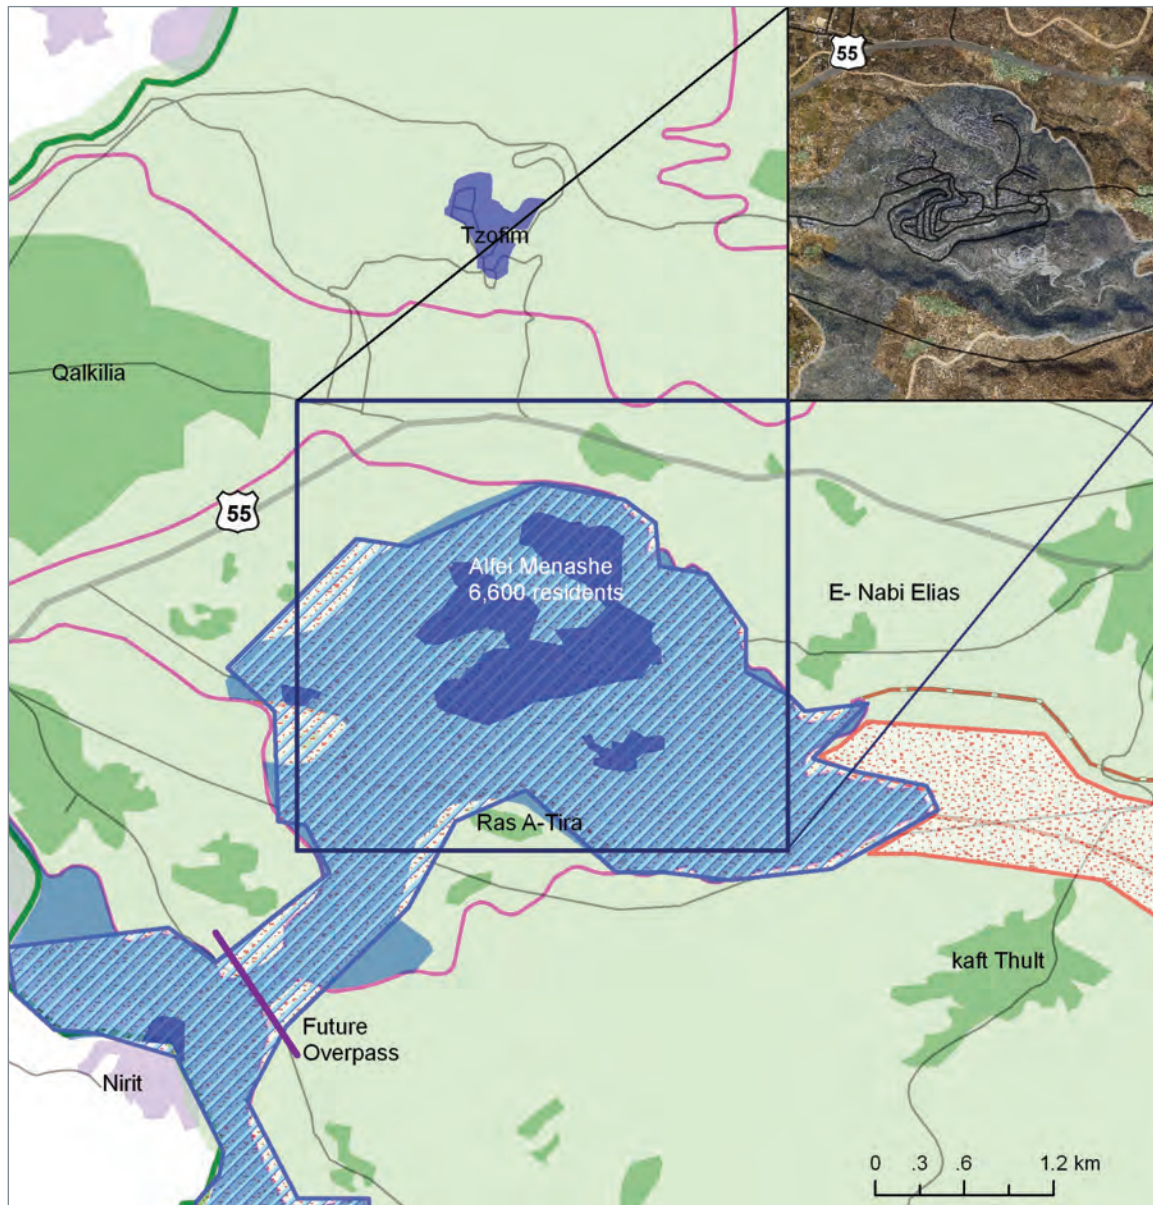 55
Tzofim
Qalkilia
55
Alfei Menashe
6,600 residents
E- Nabi Elias
Ras A-Tira
kaft Thult
Future
Overpass
Nirit
0 .3 .6 1.2 km